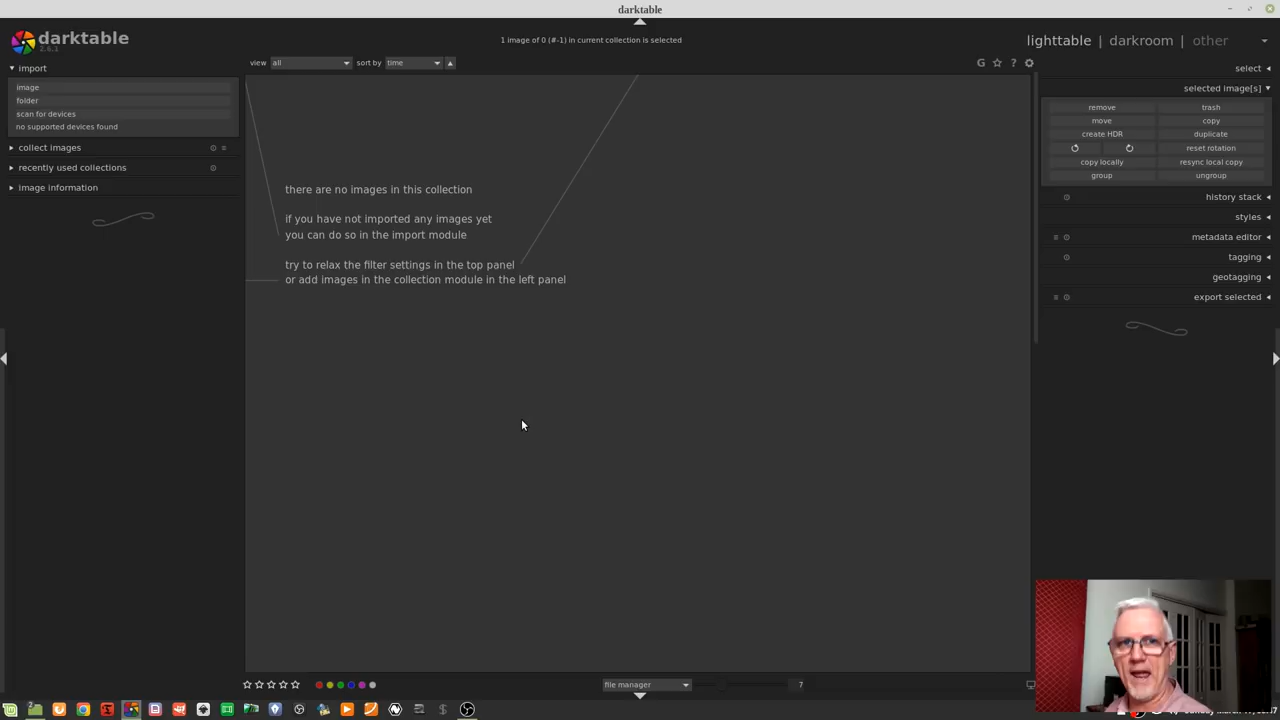 darktable
darktable
2.6.1
1 image of 0 (#-1) in current collection is selected
lighttable | darkroom | other
import
image
folder
scan for devices
no supported devices found
collect images
recently used collections
image information
view all sort by time
G ?
there are no images in this collection
if you have not imported any images yet
you can do so in the import module
try to relax the filter settings in the top panel
or add images in the collection module in the left panel
select
selected image[s]
remove trash
move copy
create HDR duplicate
reset rotation
copy locally resync local copy
group ungroup
history stack
styles
metadata editor
tagging
geotagging
export selected
file manager 7